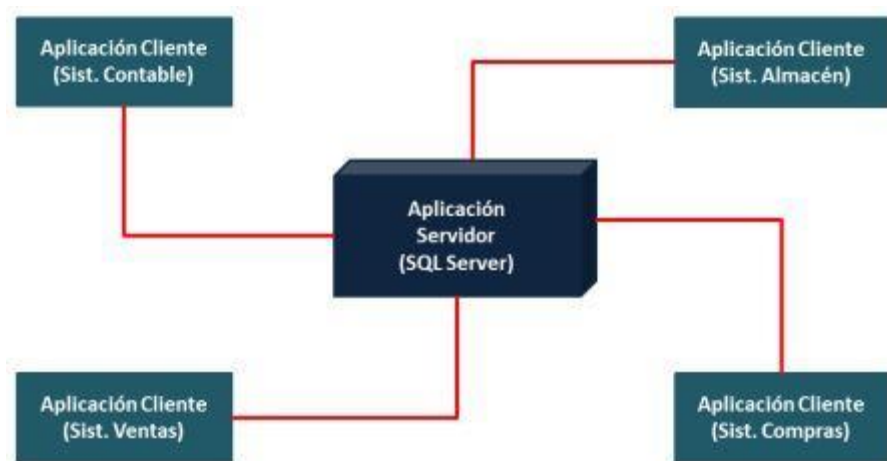 Aplicación Cliente
(Sist. Contable)
Aplicación Cliente
(Sist. Almacén)
Aplicación
Servidor
(SQL Server)
Aplicación Cliente
(Sist. Ventas)
Aplicación Cliente
(Sist. Compras)